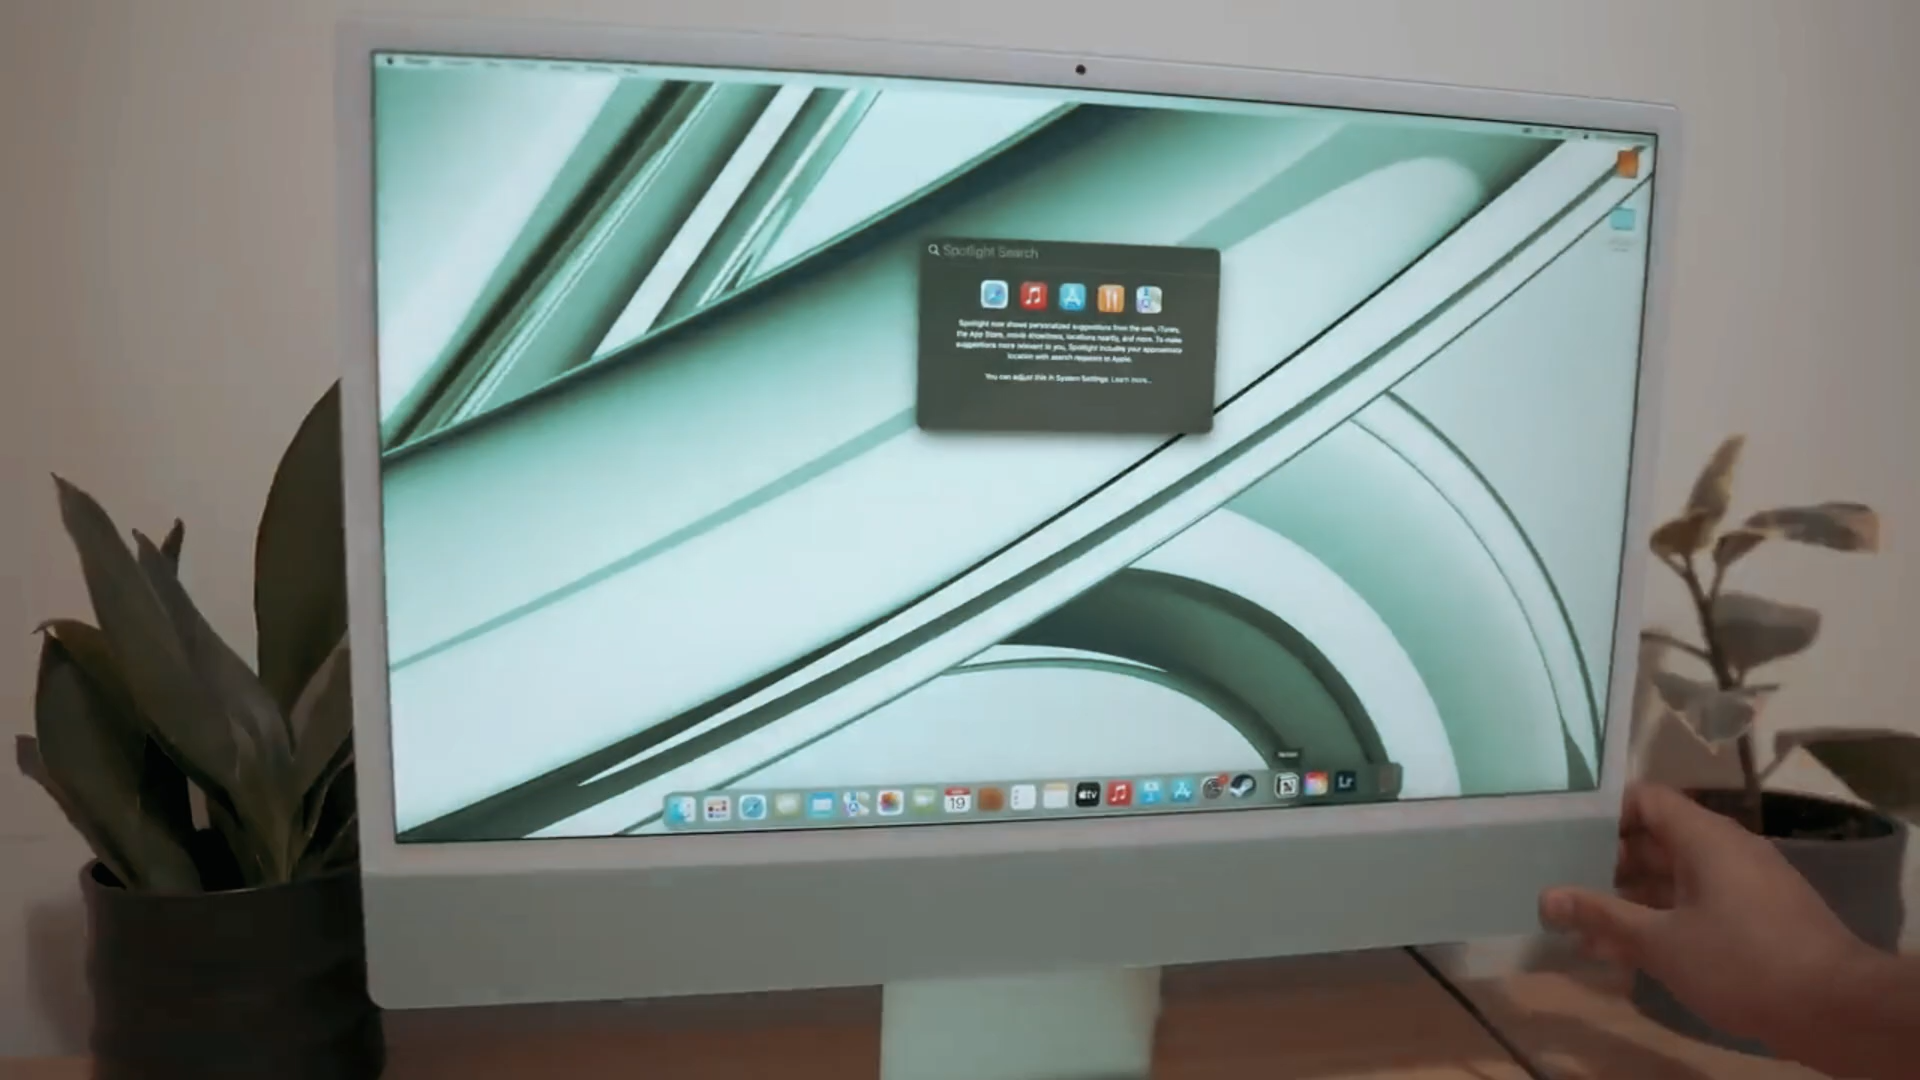 Spotlight Search
Spotlight now shows personalized suggestions from the web, iTunes,
the App Store, movie showtimes, locations nearby, and more. To make
suggestions more relevant to you, Spotlight includes your approximate
location with search requests to Apple.
You can adjust this in System Settings. Learn more...
19
tv
Lr